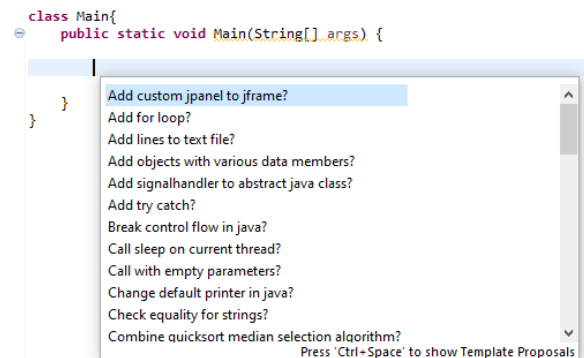 class Main{
public static void Main(String[] args) {
Add custom jpanel to jframe?
Add for loop?
Add lines to text file?
Add objects with various data members?
Add signalhandler to abstract java class?
Add try catch?
Break control flow in java?
Call sleep on current thread?
Call with empty parameters?
Change default printer in java?
Check equality for strings?
Combine quicksort median selection algorithm?
Press 'Ctrl+Space' to show Template Proposals
}
}